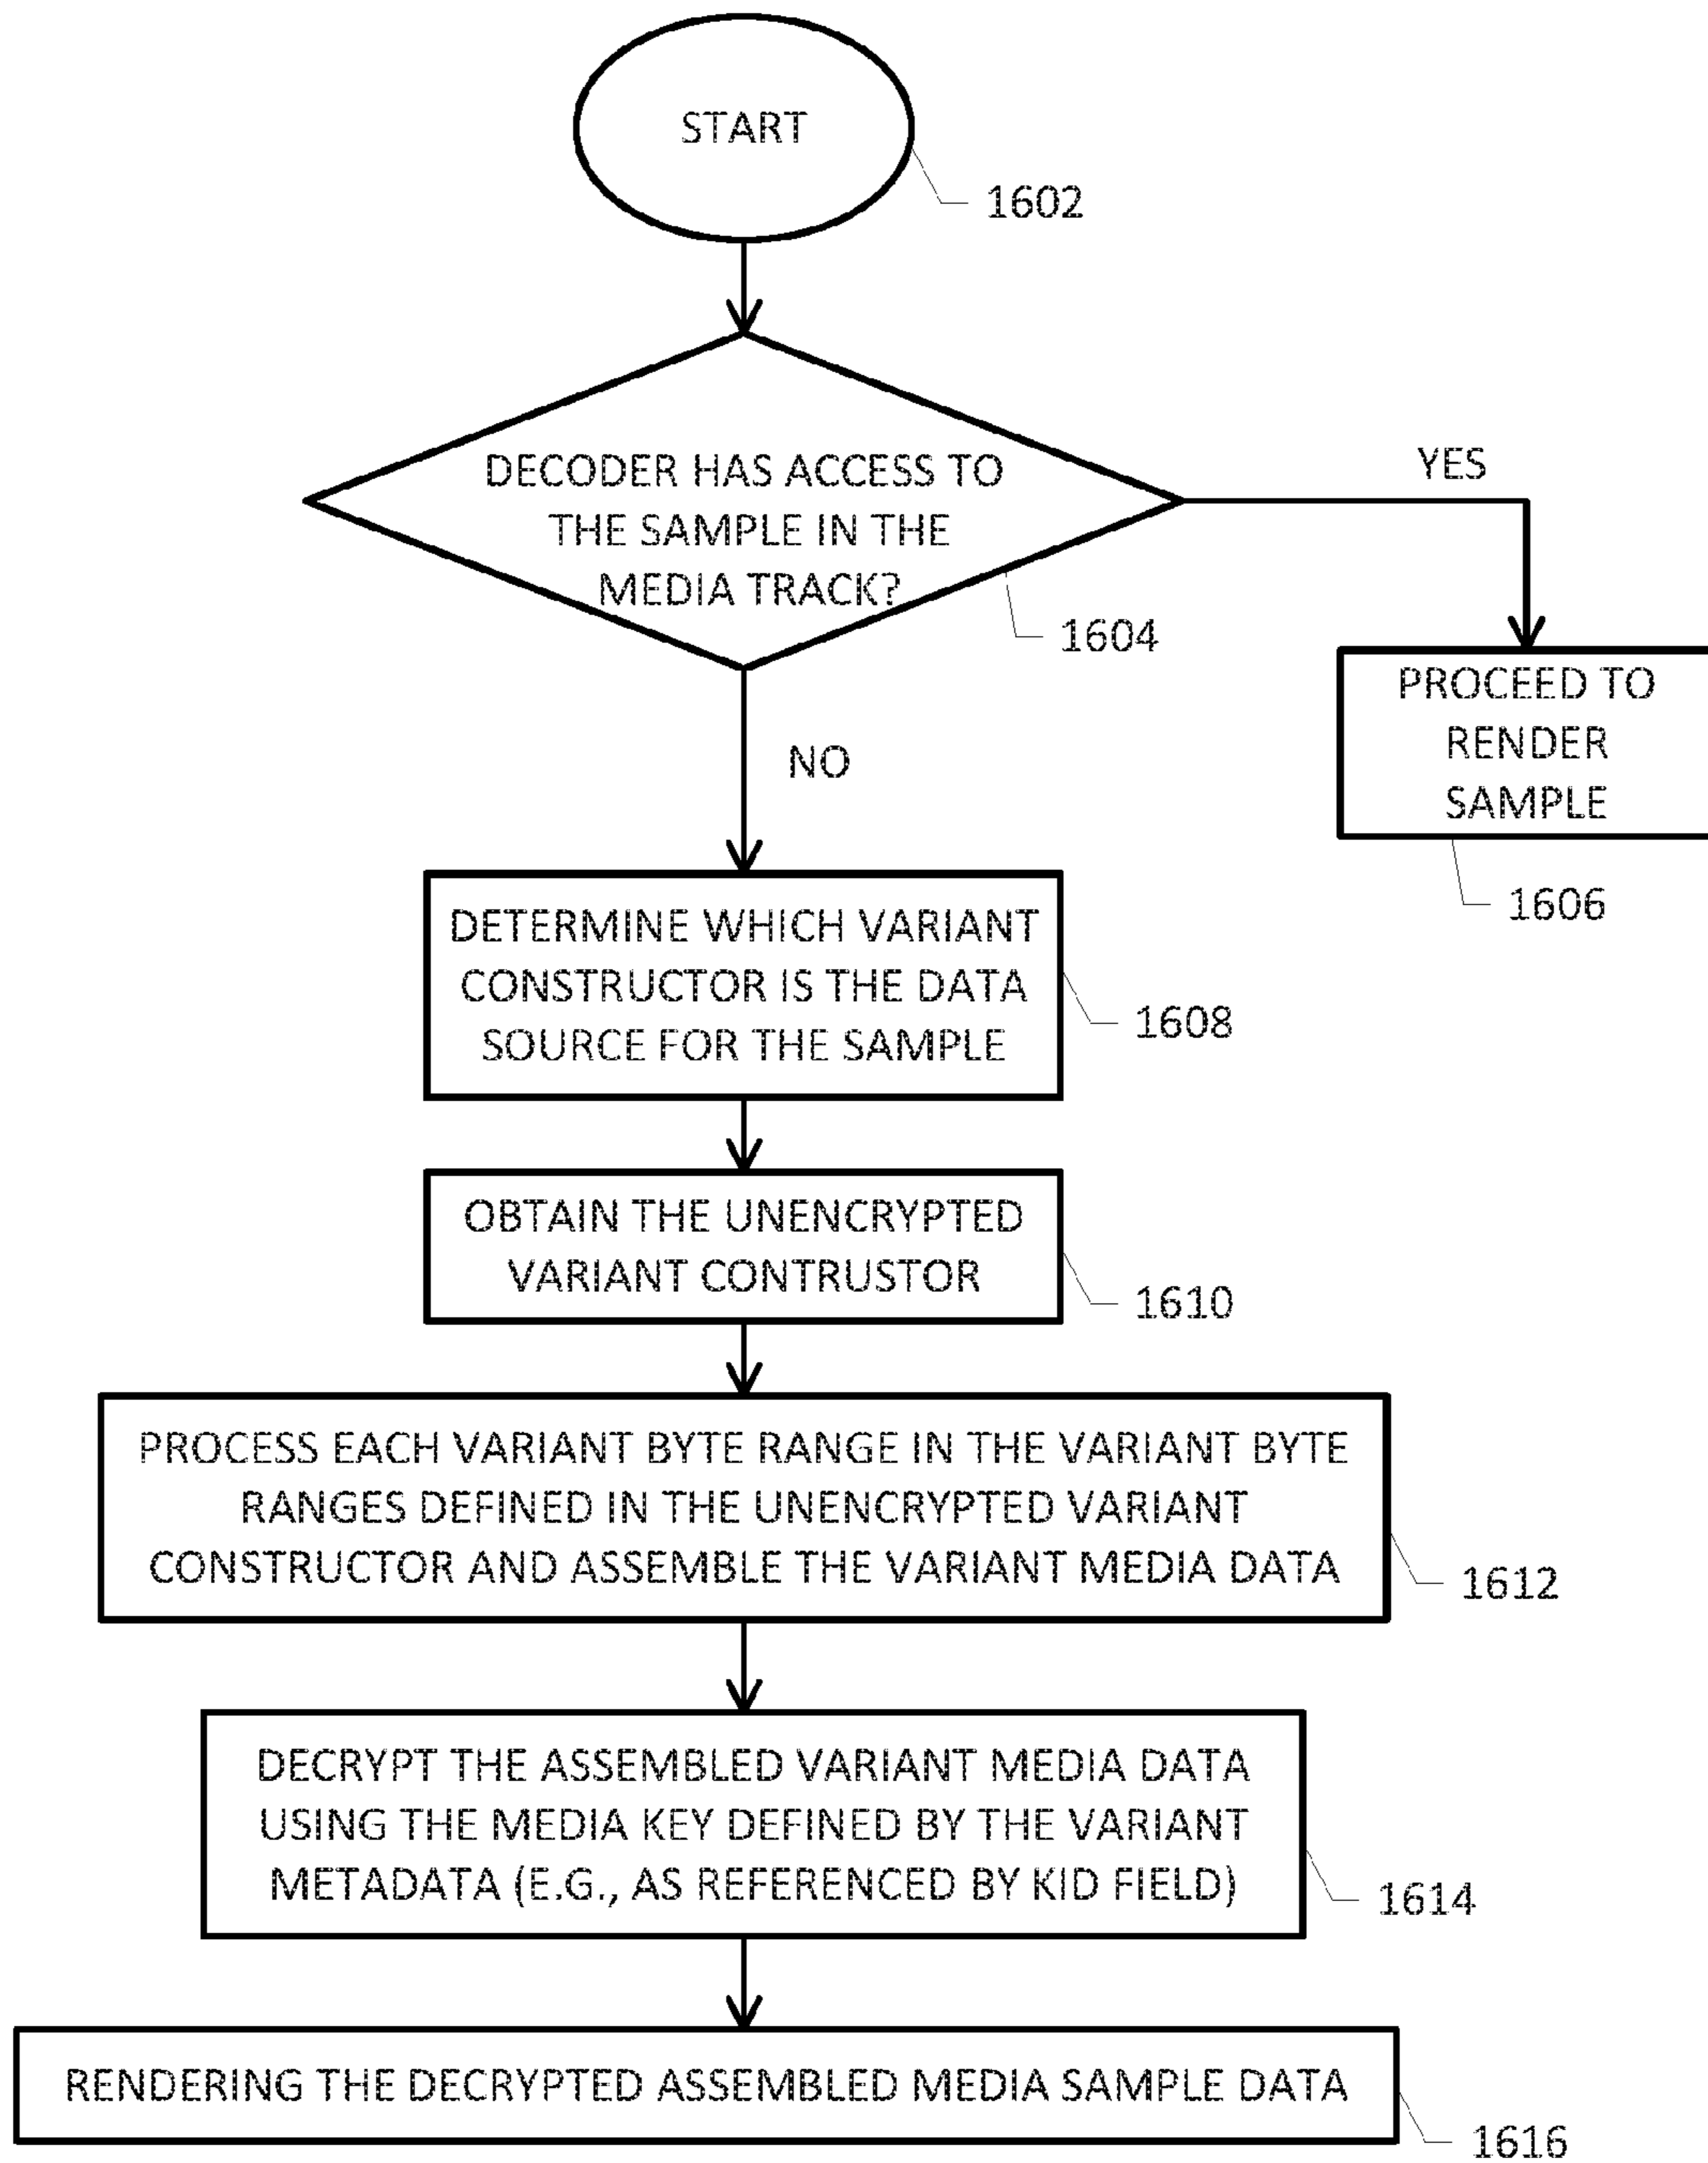 START
1602
DECODER HAS ACCESS TO
THE SAMPLE IN THE
MEDIA TRACK?
1604
YES
PROCEED TO
RENDER
SAMPLE
1606
NO
DETERMINE WHICH VARIANT
CONSTRUCTOR IS THE DATA
SOURCE FOR THE SAMPLE
1608
OBTAIN THE UNENCRYPTED
VARIANT CONTRUSTOR
1610
PROCESS EACH VARIANT BYTE RANGE IN THE VARIANT BYTE
RANGES DEFINED IN THE UNENCRYPTED VARIANT
CONSTRUCTOR AND ASSEMBLE THE VARIANT MEDIA DATA
1612
DECRYPT THE ASSEMBLED VARIANT MEDIA DATA
USING THE MEDIA KEY DEFINED BY THE VARIANT
METADATA (E.G., AS REFERENCED BY KID FIELD)
1614
RENDERING THE DECRYPTED ASSEMBLED MEDIA SAMPLE DATA
1616